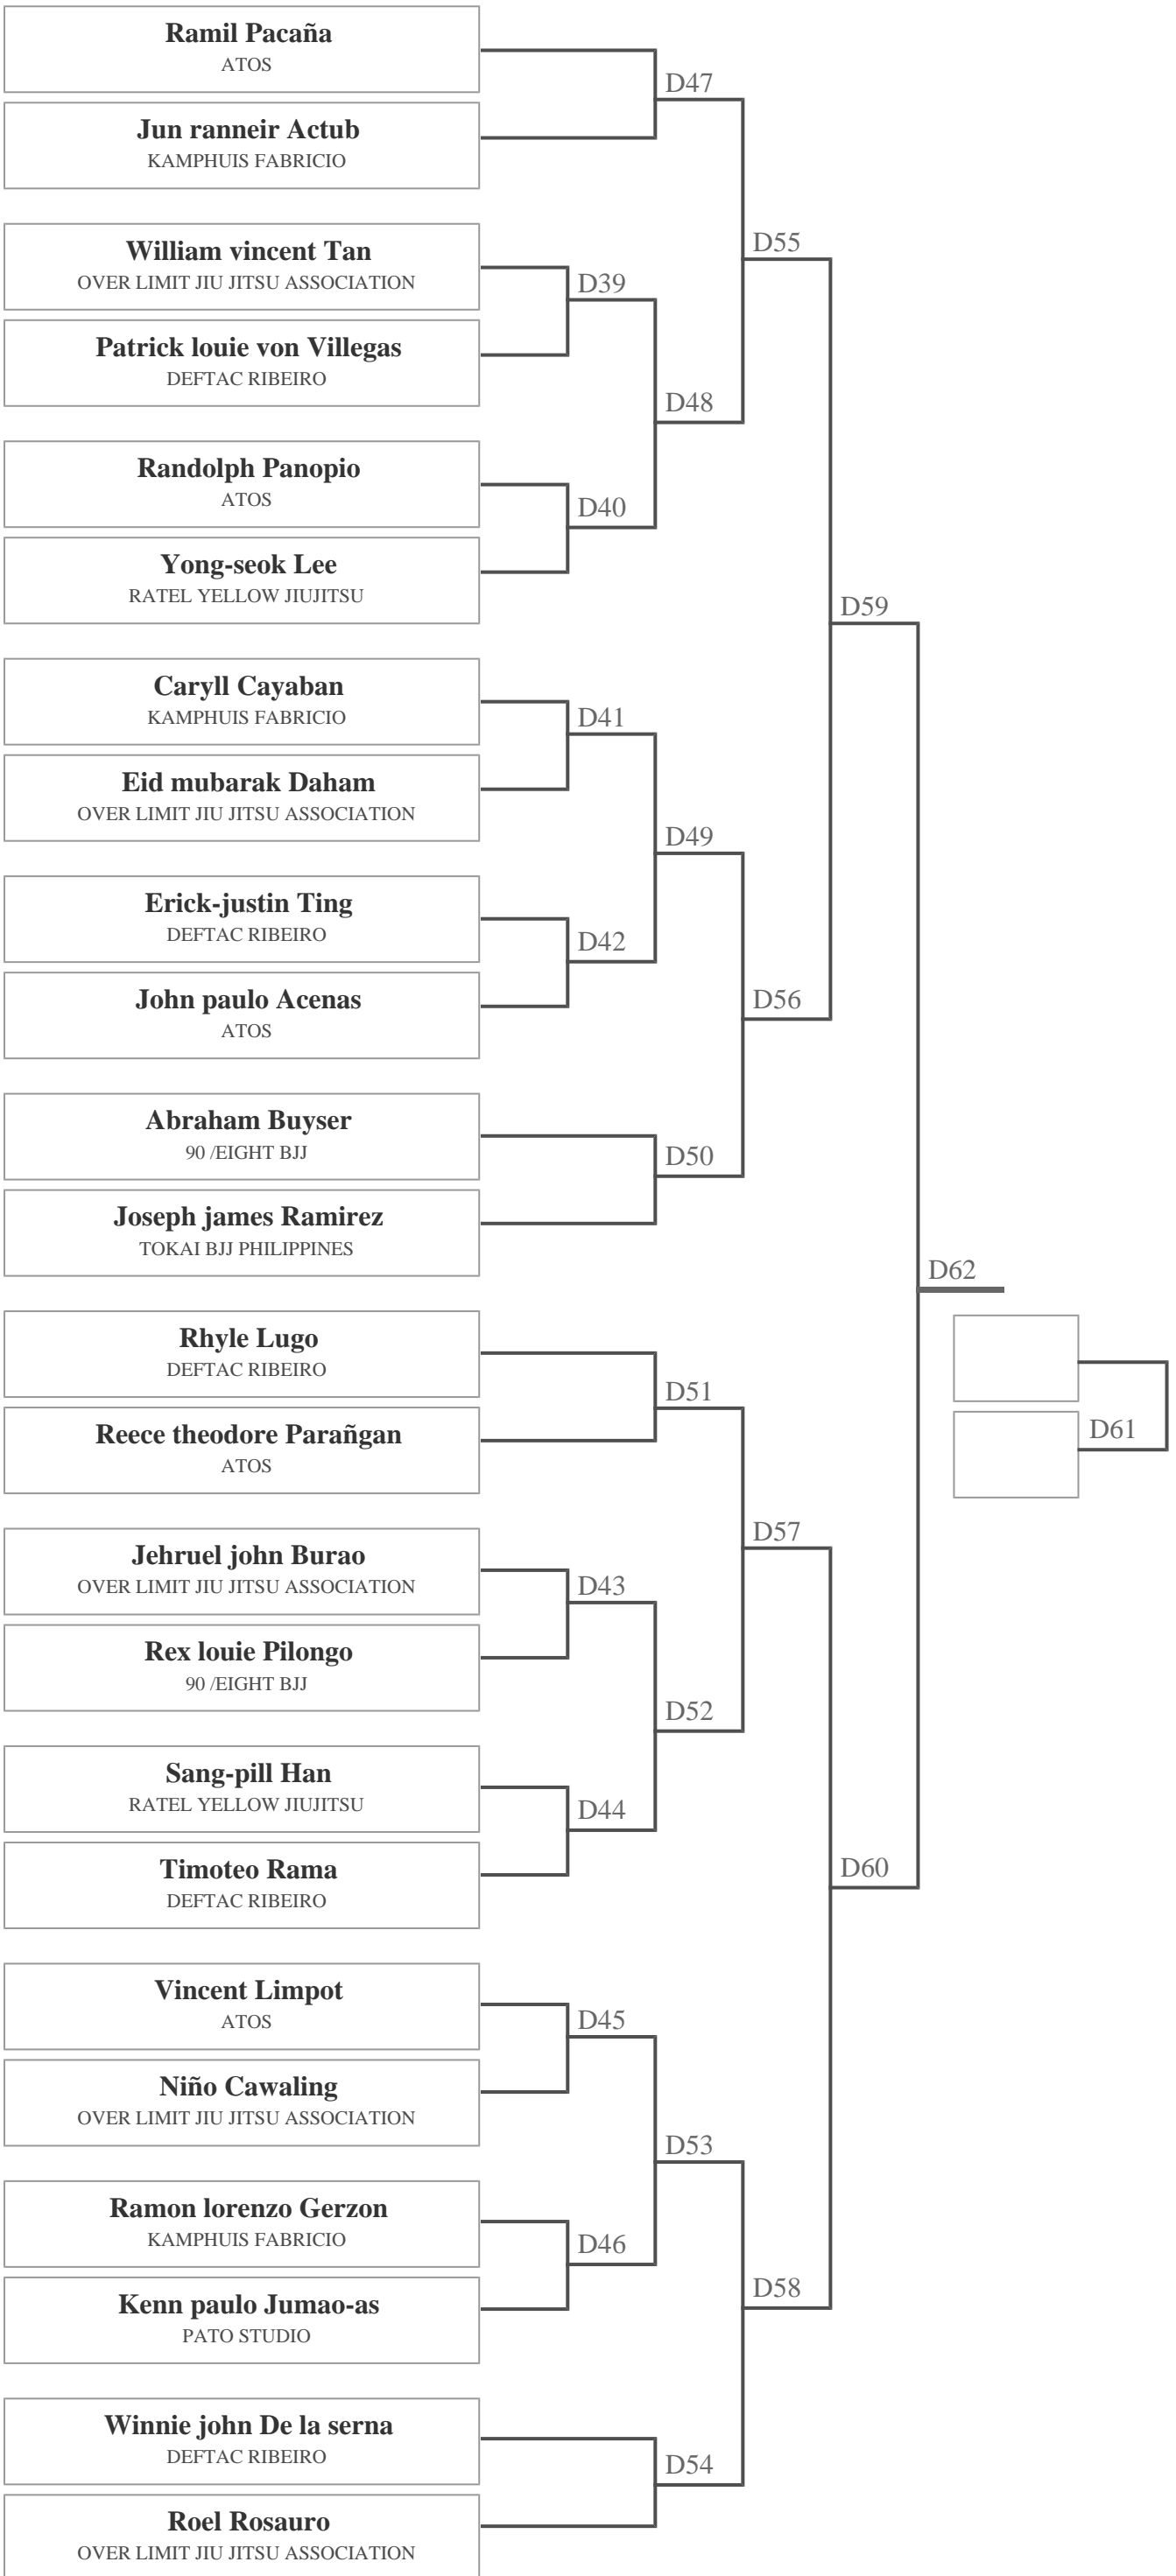 Ramil Pacaña
ATOS
D47
Jun ranneir Actub
KAMPHUIS FABRICIO
William vincent Tan
OVER LIMIT JIU JITSU ASSOCIATION
D55
D39
Patrick louie von Villegas
DEFTAC RIBEIRO
D48
Randolph Panopio
ATOS
D40
Yong-seok Lee
RATEL YELLOW JIUJITSU
D59
Caryll Cayaban
KAMPHUIS FABRICIO
D41
Eid mubarak Daham
OVER LIMIT JIU JITSU ASSOCIATION
D49
Erick-justin Ting
DEFTAC RIBEIRO
D42
John paulo Acenas
ATOS
D56
Abraham Buyser
90 /EIGHT BJJ
D50
Joseph james Ramirez
TOKAI BJJ PHILIPPINES
D62
Rhyle Lugo
DEFTAC RIBEIRO
D51
Reece theodore Parañgan
ATOS
D61
D57
Jehruel john Burao
OVER LIMIT JIU JITSU ASSOCIATION
D43
Rex louie Pilongo
90 /EIGHT BJJ
D52
Sang-pill Han
RATEL YELLOW JIUJITSU
D44
Timoteo Rama
DEFTAC RIBEIRO
D60
Vincent Limpot
ATOS
D45
Niño Cawaling
OVER LIMIT JIU JITSU ASSOCIATION
D53
Ramon lorenzo Gerzon
KAMPHUIS FABRICIO
D46
Kenn paulo Jumao-as
PATO STUDIO
D58
Winnie john De la serna
DEFTAC RIBEIRO
D54
Roel Rosauro
OVER LIMIT JIU JITSU ASSOCIATION